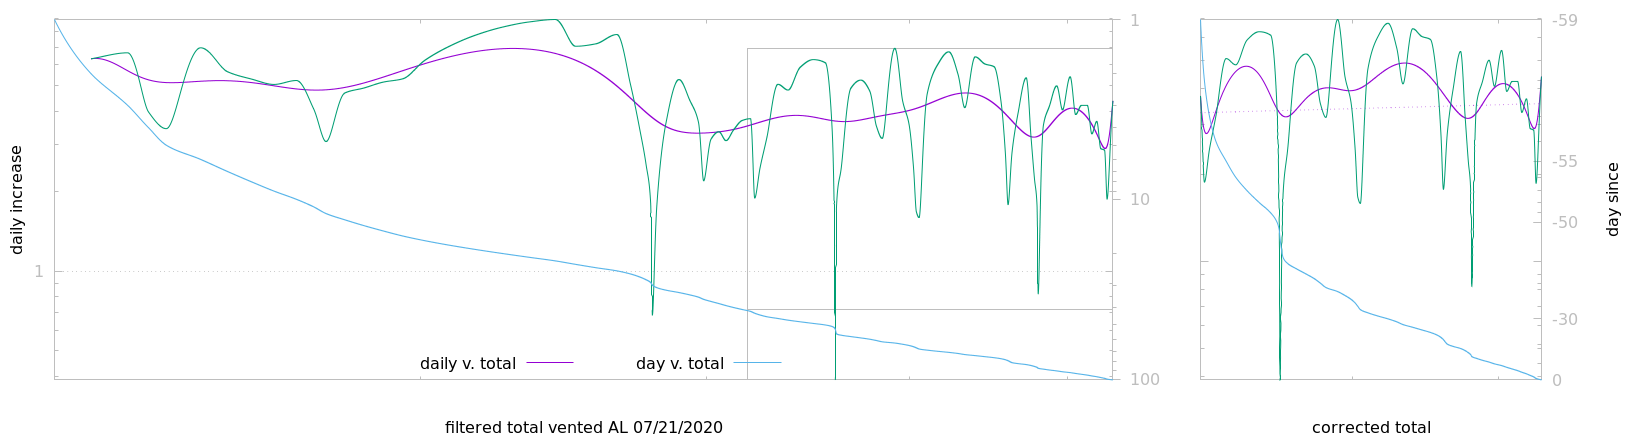 daily increase
1
daily v. total
day v. total
1
10
100
filtered total vented AL 07/21/2020
-59
-55
-50
-30
0
day since
corrected total